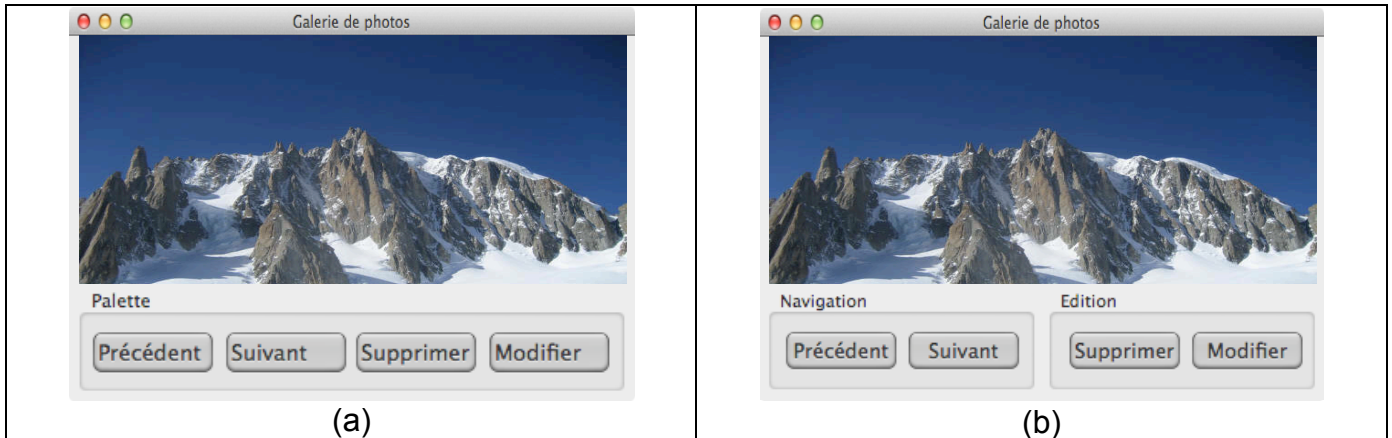 Galerie de photos
Palette
Précédent Suivant Supprimer Modifier
(a)
Galerie de photos
Navigation Edition
Précédent Suivant Supprimer Modifier
(b)